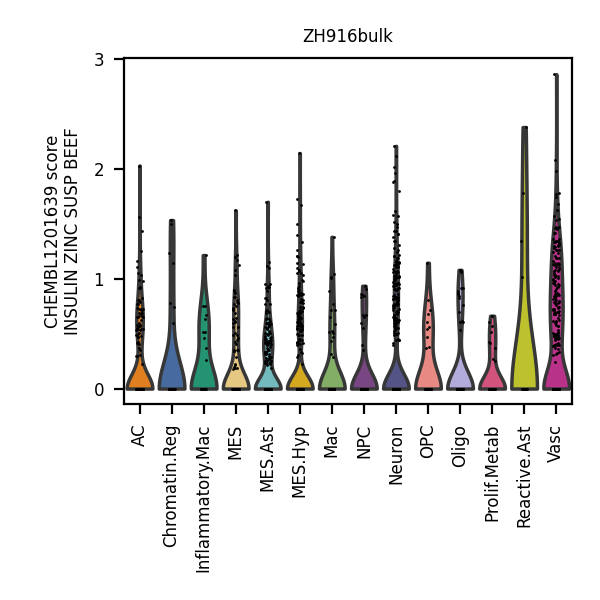 ZH916bulk
CHEMBL1201639 score
INSULIN ZINC SUSP BEEF
3
2
1
0
AC
Chromatin.Reg
Inflammatory.Mac
MES
MES.Ast
MES.Hyp
Mac
NPC
Neuron
OPC
Oligo
Prolif.Metab
Reactive.Ast
Vasc